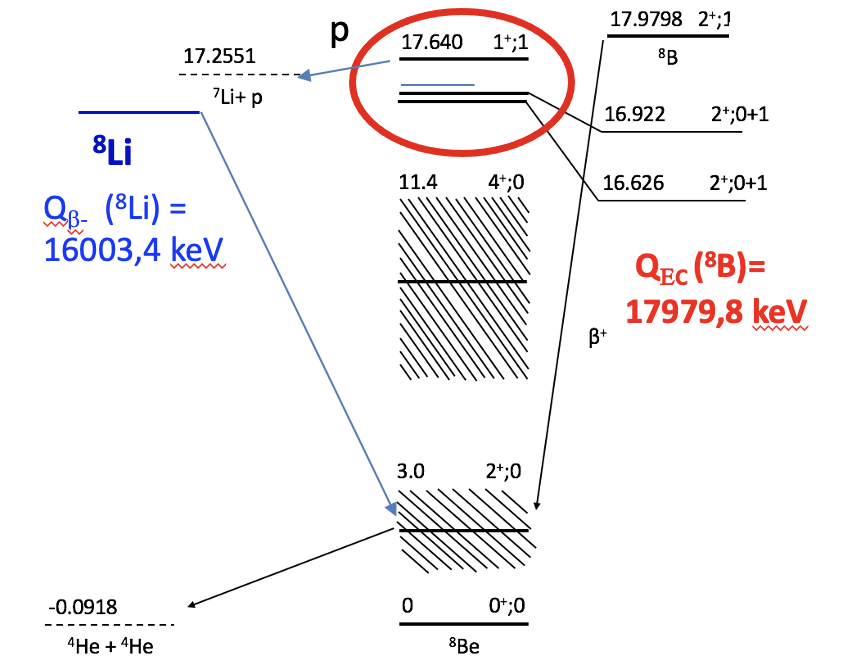 p
17.640 1⁺;1
17.9798 2⁺;1
⁸B
17.2551
⁷Li+ p
16.922 2⁺;0+1
⁸Li
11.4 4⁺;0
16.626 2⁺;0+1
Qβ- (⁸Li) =
16003,4 keV
QEC (⁸B)=
17979,8 keV
β⁺
3.0 2⁺;0
-0.0918
⁴He + ⁴He
0 0⁺;0
⁸Be